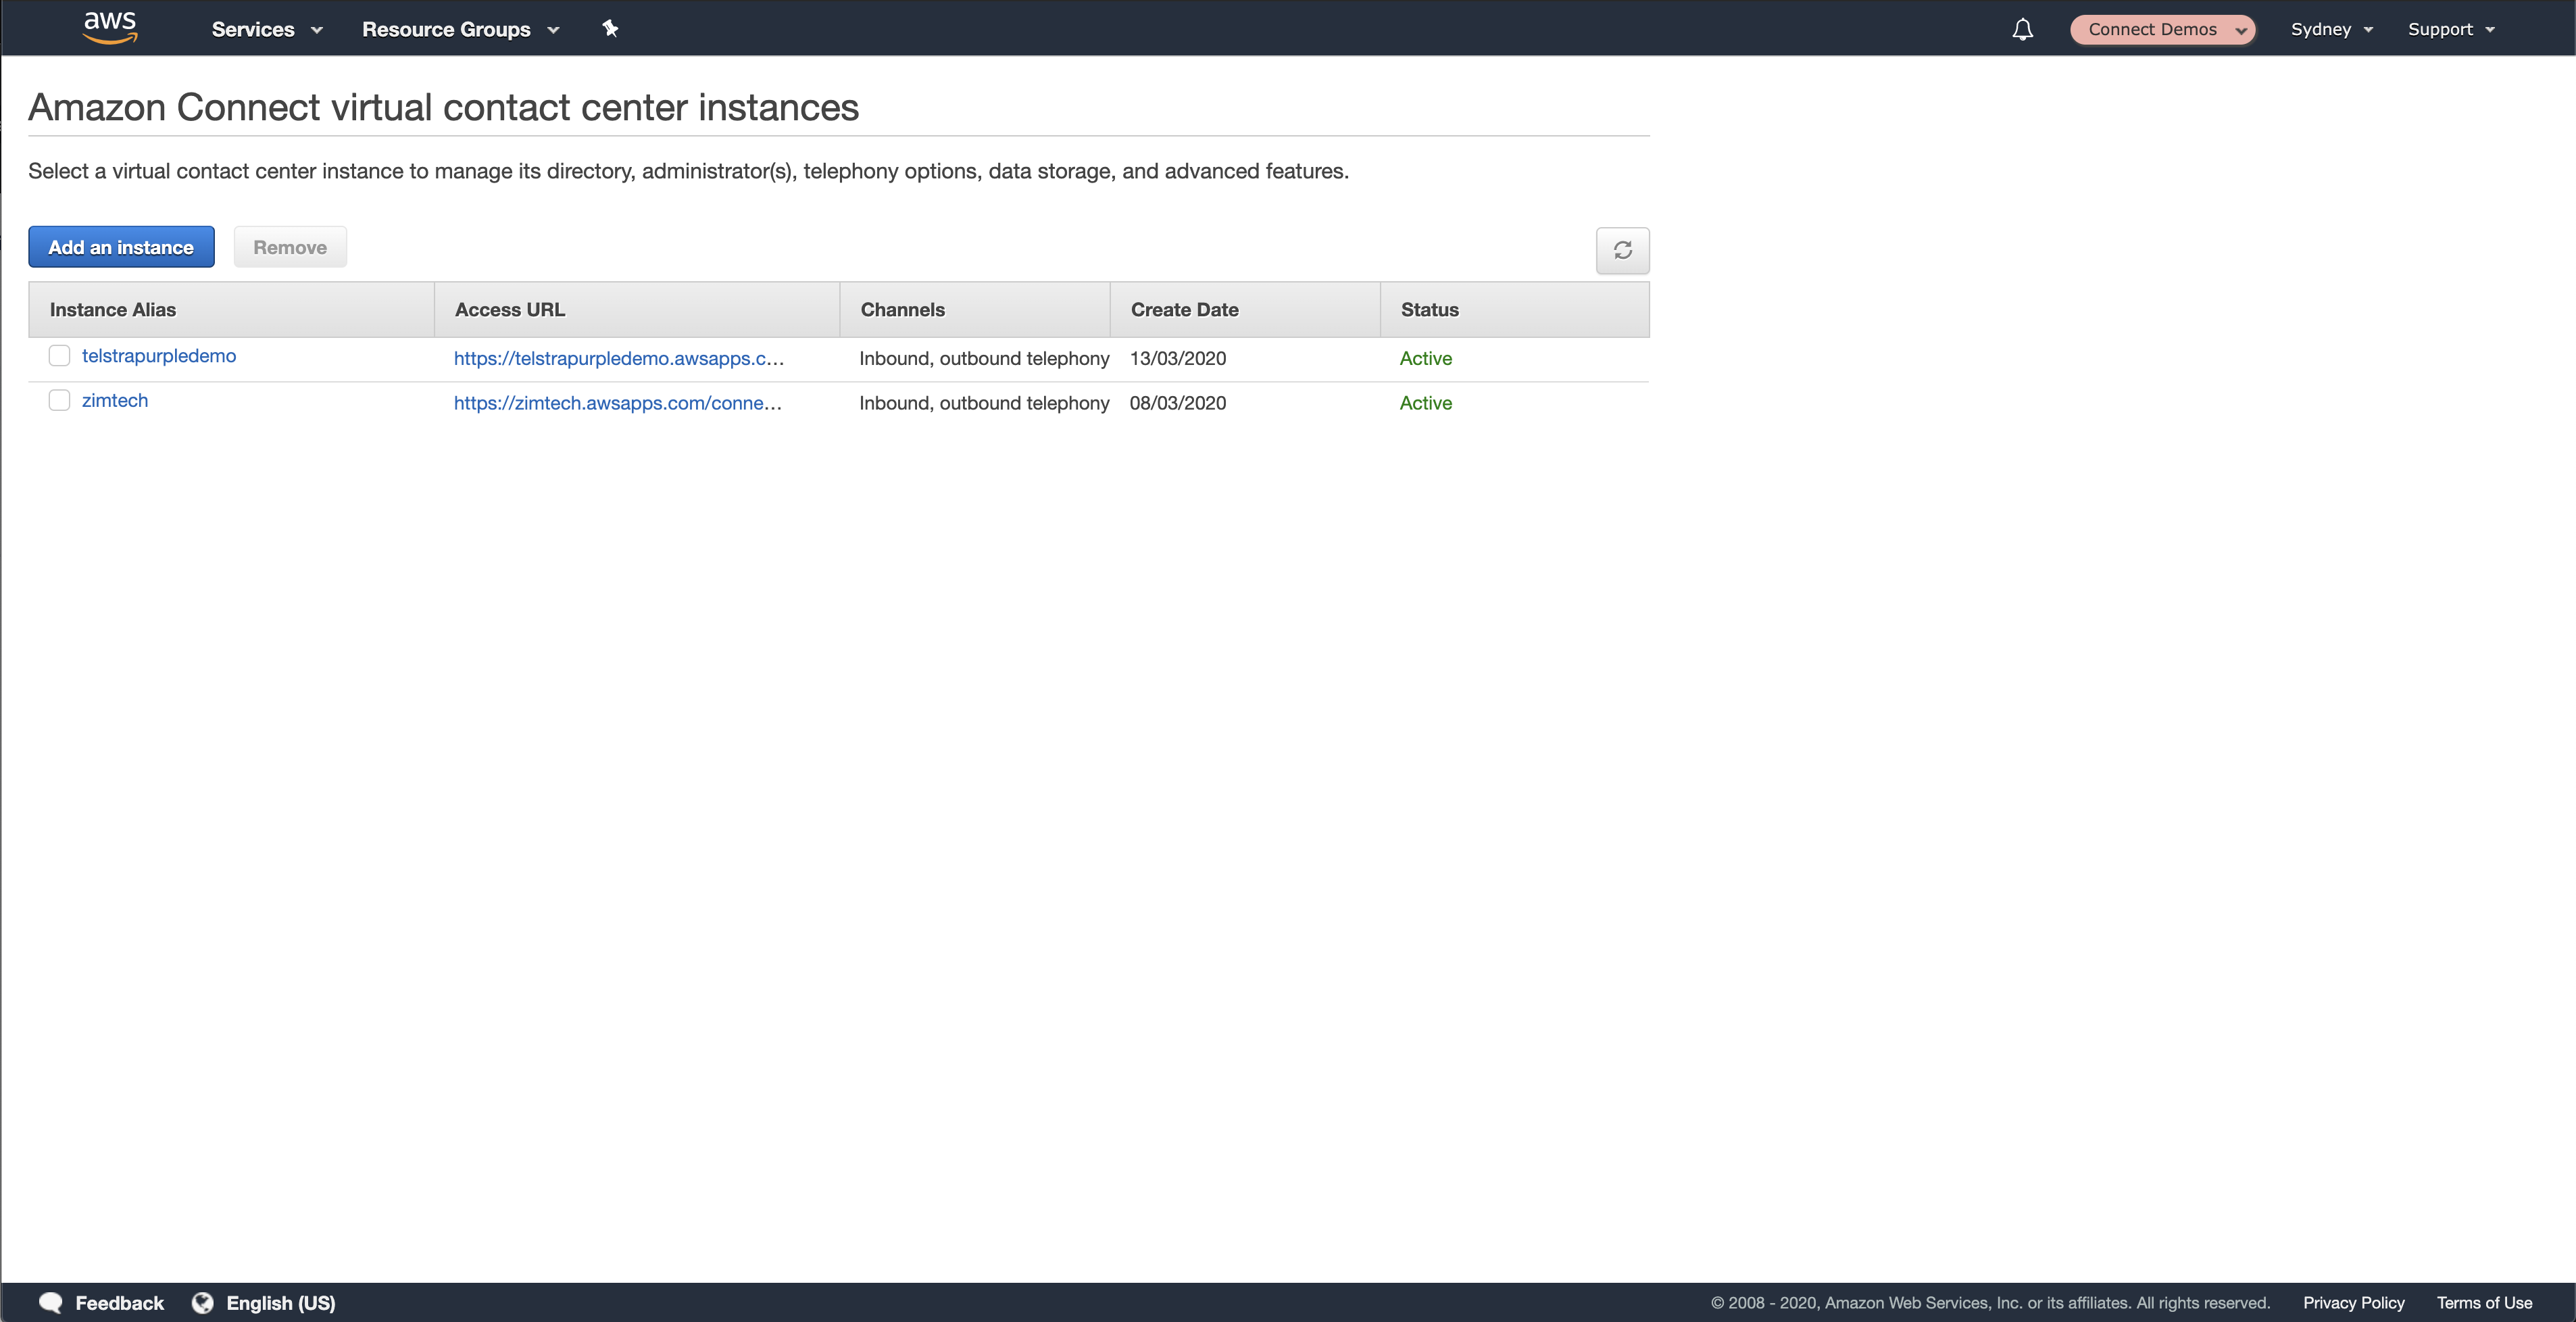 aws Services Resource Groups Connect Demos Sydney Support
Amazon Connect virtual contact center instances
Select a virtual contact center instance to manage its directory, administrator(s), telephony options, data storage, and advanced features.
Add an instance Remove
Instance Alias Access URL Channels Create Date Status
telstrapurpledemo https://telstrapurpledemo.awsapps.c... Inbound, outbound telephony 13/03/2020 Active
zimtech https://zimtech.awsapps.com/conne... Inbound, outbound telephony 08/03/2020 Active
Feedback English (US) © 2008 - 2020, Amazon Web Services, Inc. or its affiliates. All rights reserved. Privacy Policy Terms of Use